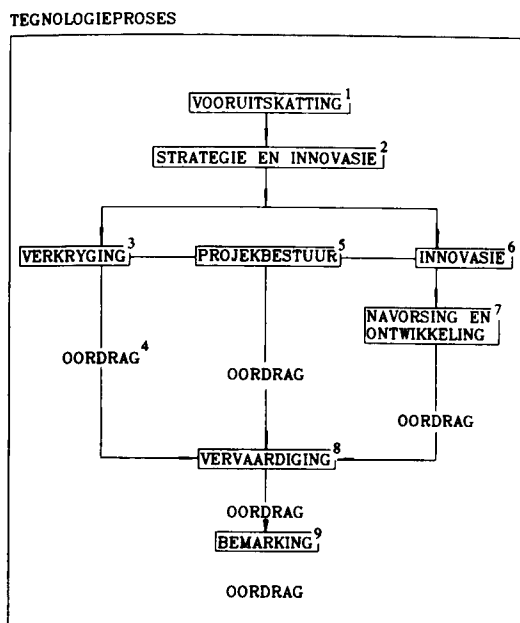 TEGNOLOGIEPROSES
VOORUITSKATTING 1
STRATEGIE EN INNOVASIE 2
VERKRYGING 3
PROJEKBESTUUR 5
INNOVASIE 6
NAVORSING EN 7
ONTWIKKELING
OORDRAG 4
OORDRAG
OORDRAG
VERVAARDIGING 8
OORDRAG
BEMARKING 9
OORDRAG